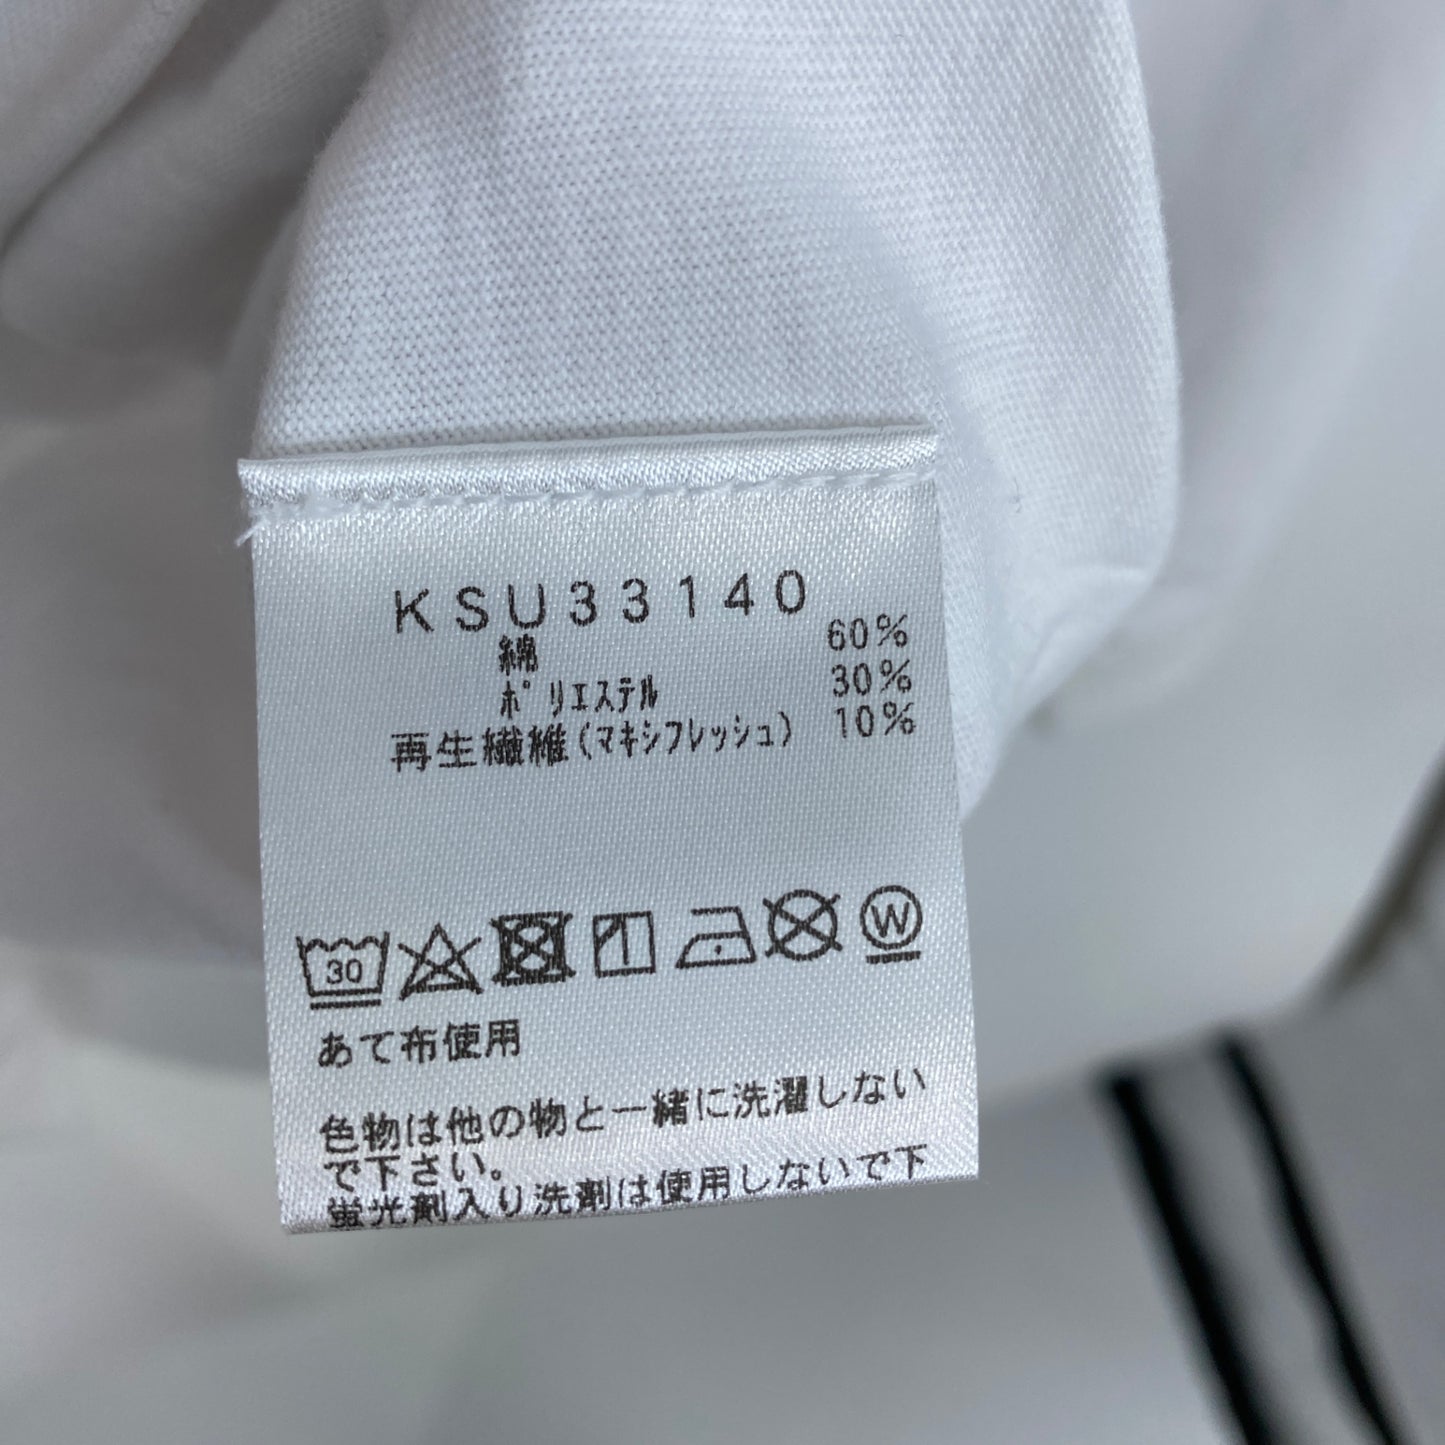 KSU33140
綿 60%
ポリエステル 30%
再生繊維(マキシフレッシュ) 10%
30 W
あて布使用
色物は他の物と一緒に洗濯しない
で下さい。
蛍光剤入り洗剤は使用しないで下